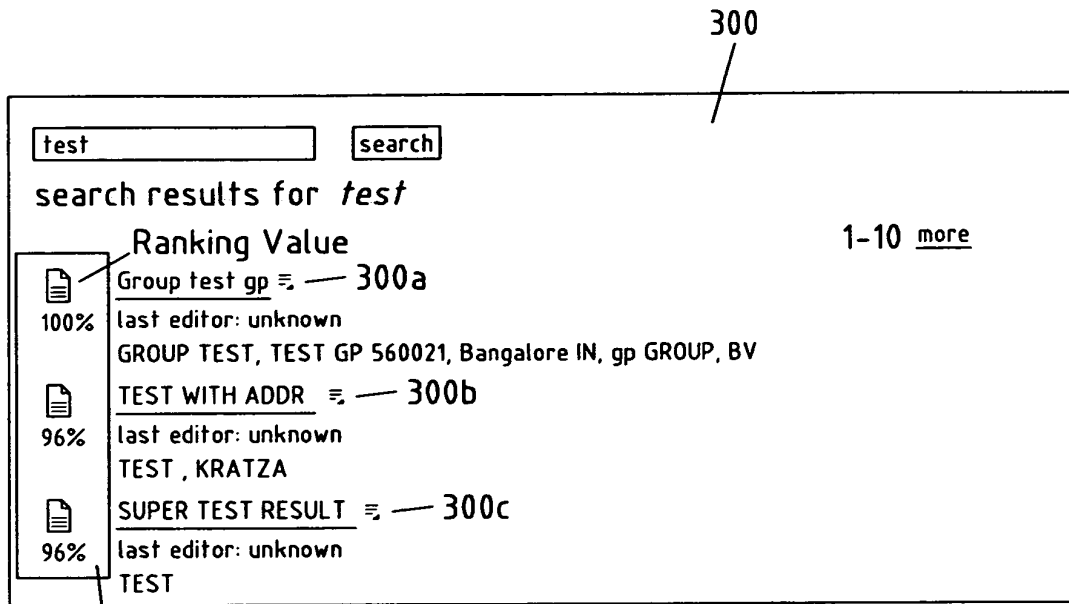 300
test search
search results for test
Ranking Value 1-10 more
Group test gp 300a
100% last editor: unknown
GROUP TEST, TEST GP 560021, Bangalore IN, gp GROUP, BV
TEST WITH ADDR 300b
96% last editor: unknown
TEST , KRATZA
SUPER TEST RESULT 300c
96% last editor: unknown
TEST